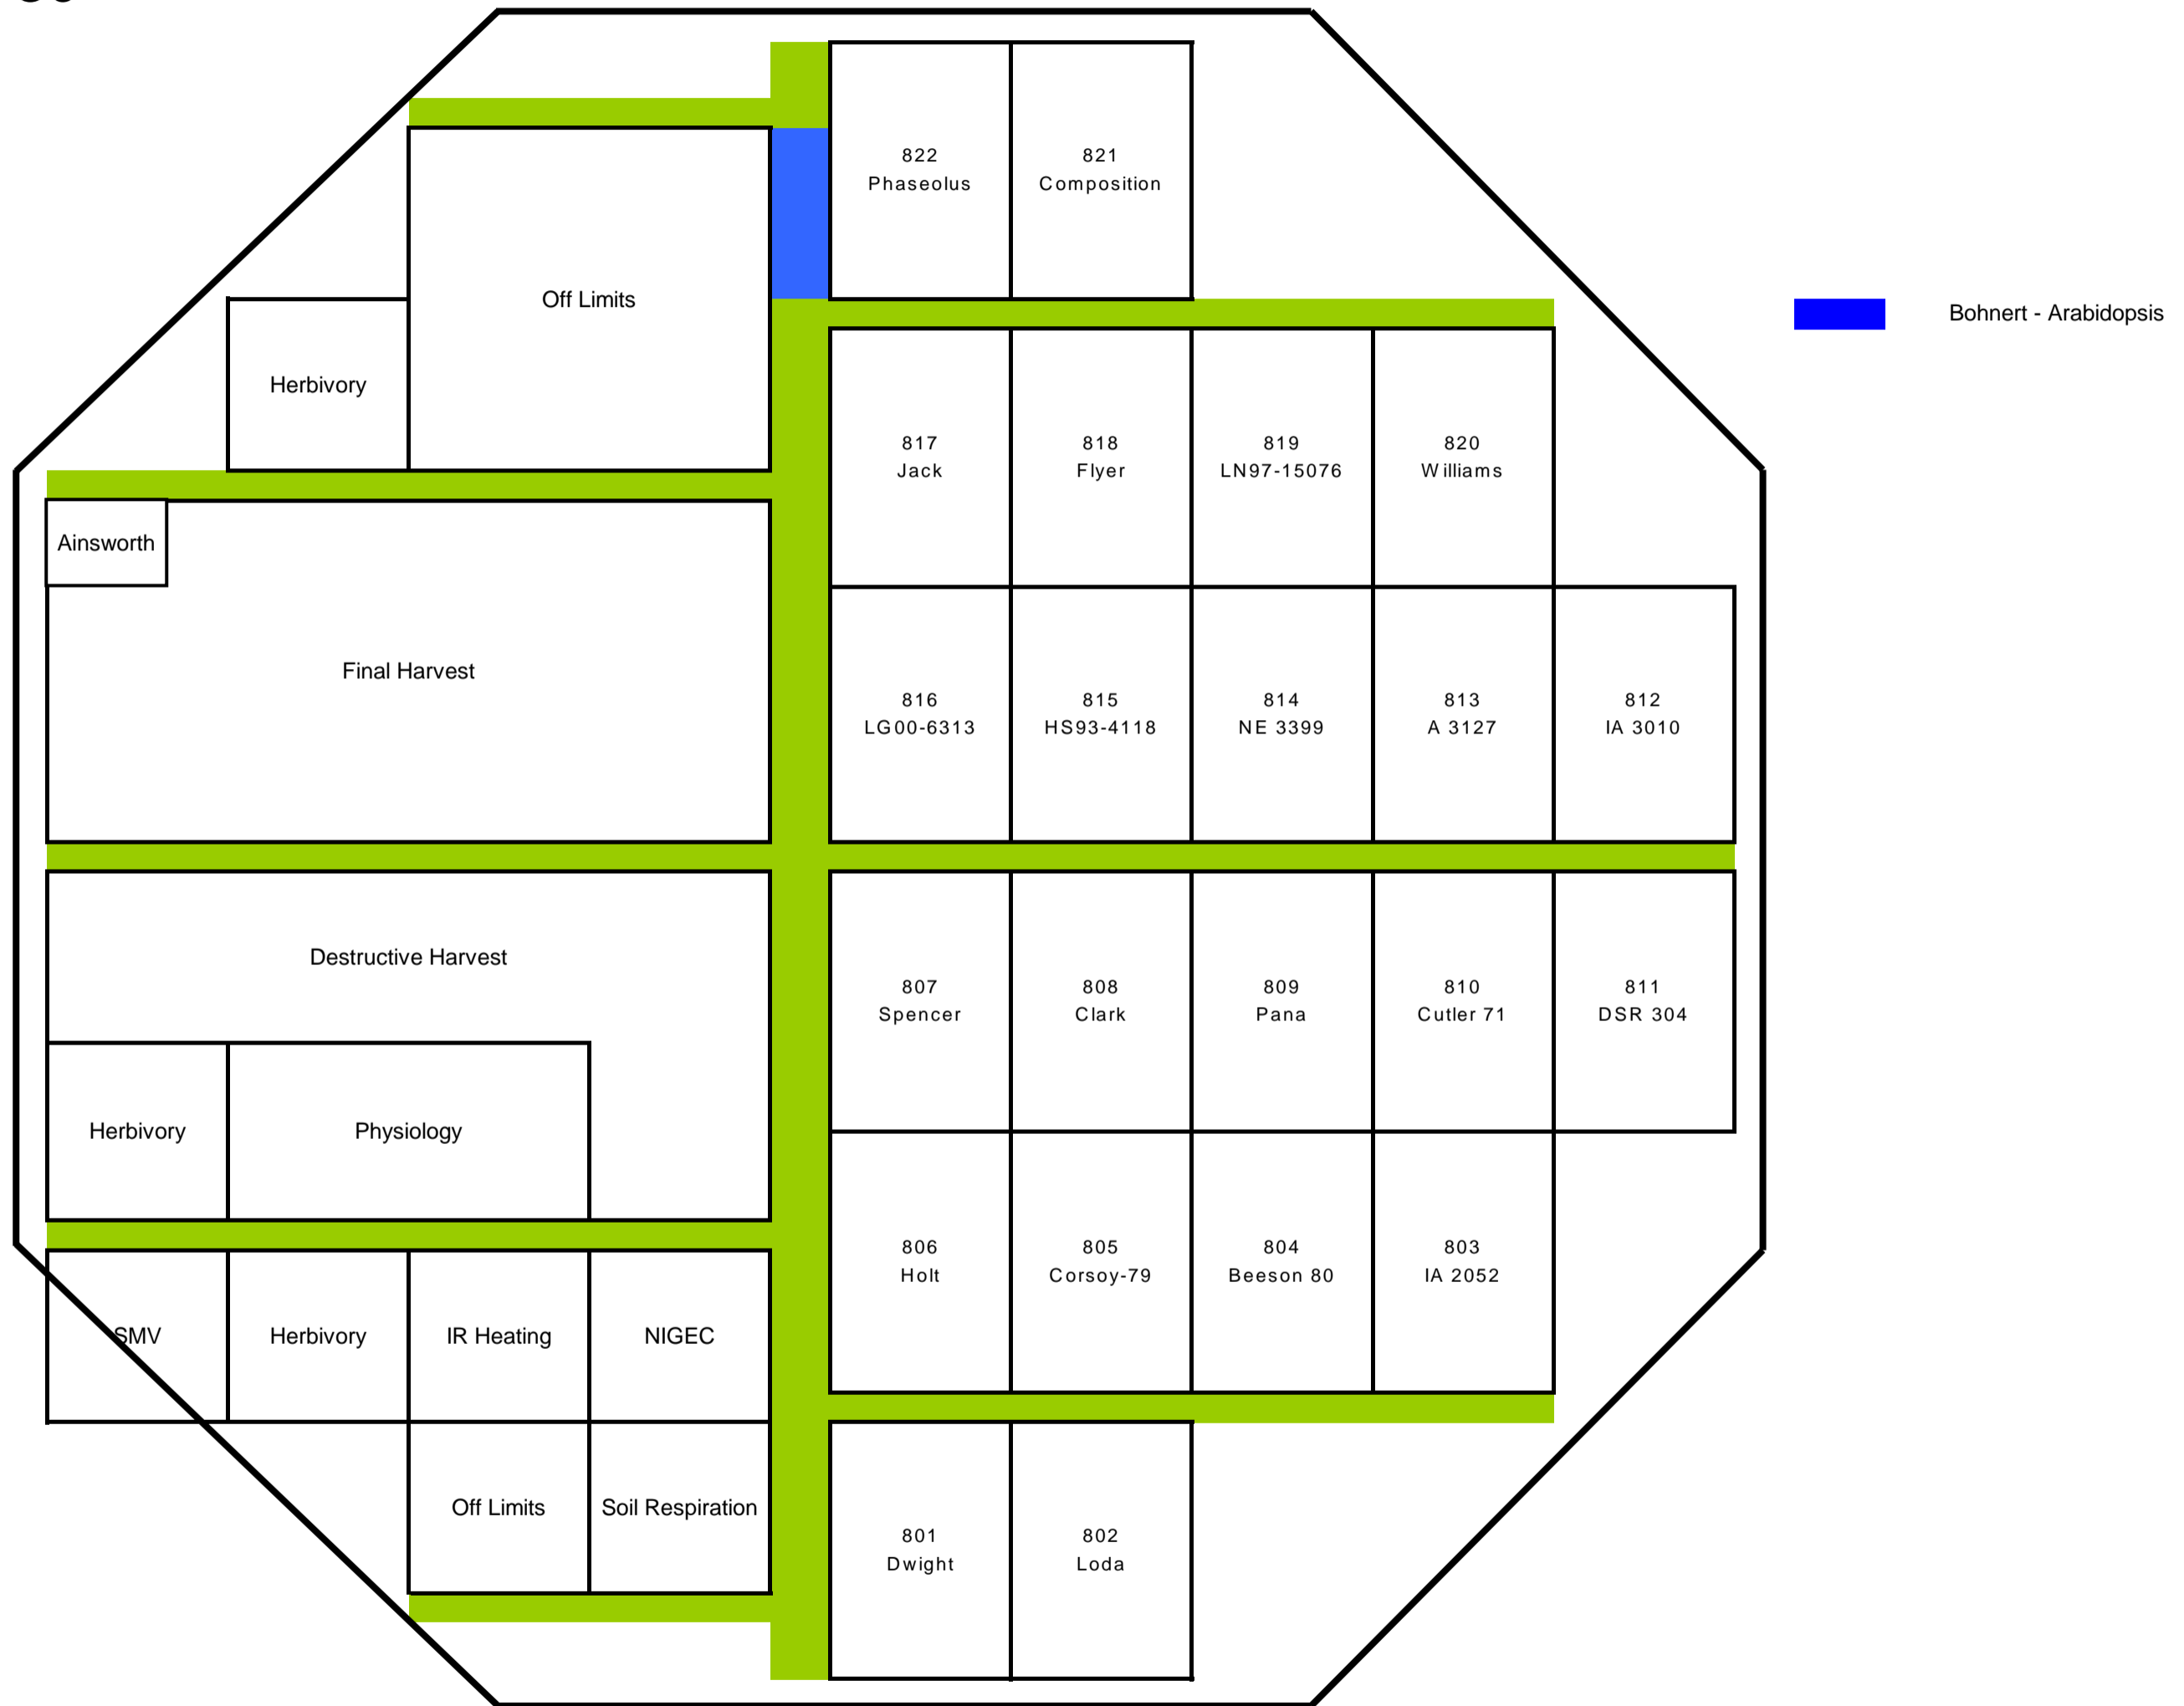 822
Phaseolus
821
Composition
Off Limits
Bohnert - Arabidopsis
Herbivory
817
Jack
818
Flyer
819
LN97-15076
820
Williams
Ainsworth
Final Harvest
816
LG00-6313
815
HS93-4118
814
NE 3399
813
A 3127
812
IA 3010
Destructive Harvest
807
Spencer
808
Clark
809
Pana
810
Cutler 71
811
DSR 304
Herbivory
Physiology
806
Holt
805
Corsoy-79
804
Beeson 80
803
IA 2052
SMV
Herbivory
IR Heating
NIGEC
Off Limits
Soil Respiration
801
Dwight
802
Loda